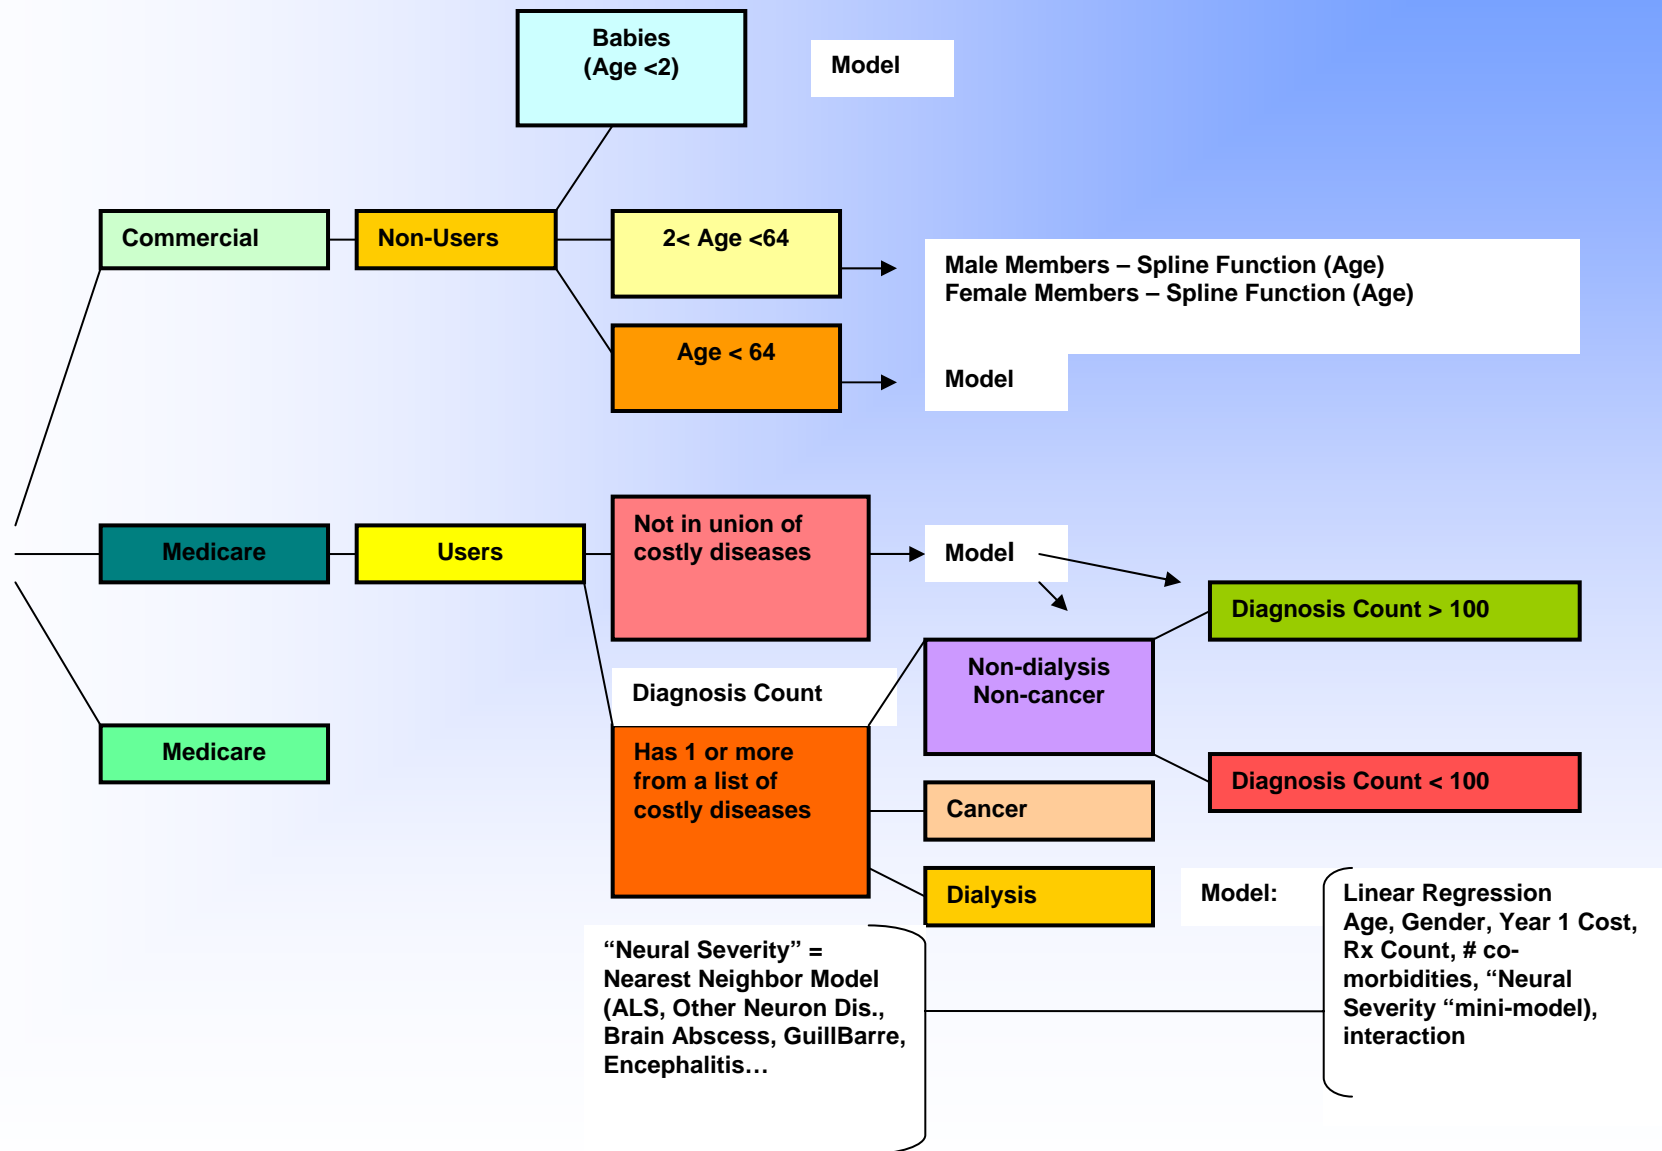 Babies
(Age <2)
Model
Commercial
Non-Users
2< Age <64
Male Members – Spline Function (Age)
Female Members – Spline Function (Age)
Age < 64
Model
Medicare
Users
Not in union of
costly diseases
Model
Diagnosis Count > 100
Non-dialysis
Non-cancer
Diagnosis Count
Medicare
Has 1 or more
from a list of
costly diseases
Diagnosis Count < 100
Cancer
Dialysis
Model:
Linear Regression
Age, Gender, Year 1 Cost,
Rx Count, # co-
morbidities, “Neural
Severity “mini-model),
interaction
“Neural Severity” =
Nearest Neighbor Model
(ALS, Other Neuron Dis.,
Brain Abscess, GuillBarre,
Encephalitis…